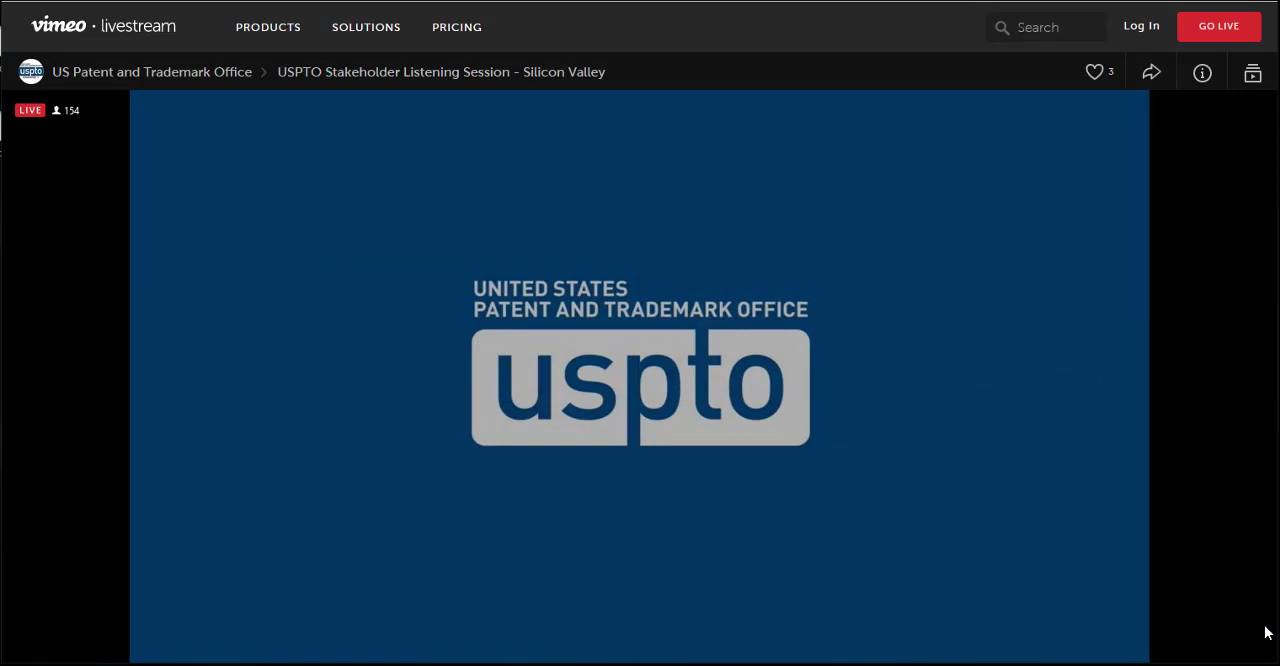 vimeo · livestream PRODUCTS SOLUTIONS PRICING Search Log In GO LIVE
uspto US Patent and Trademark Office > USPTO Stakeholder Listening Session - Silicon Valley 3
LIVE 154
UNITED STATES
PATENT AND TRADEMARK OFFICE
uspto